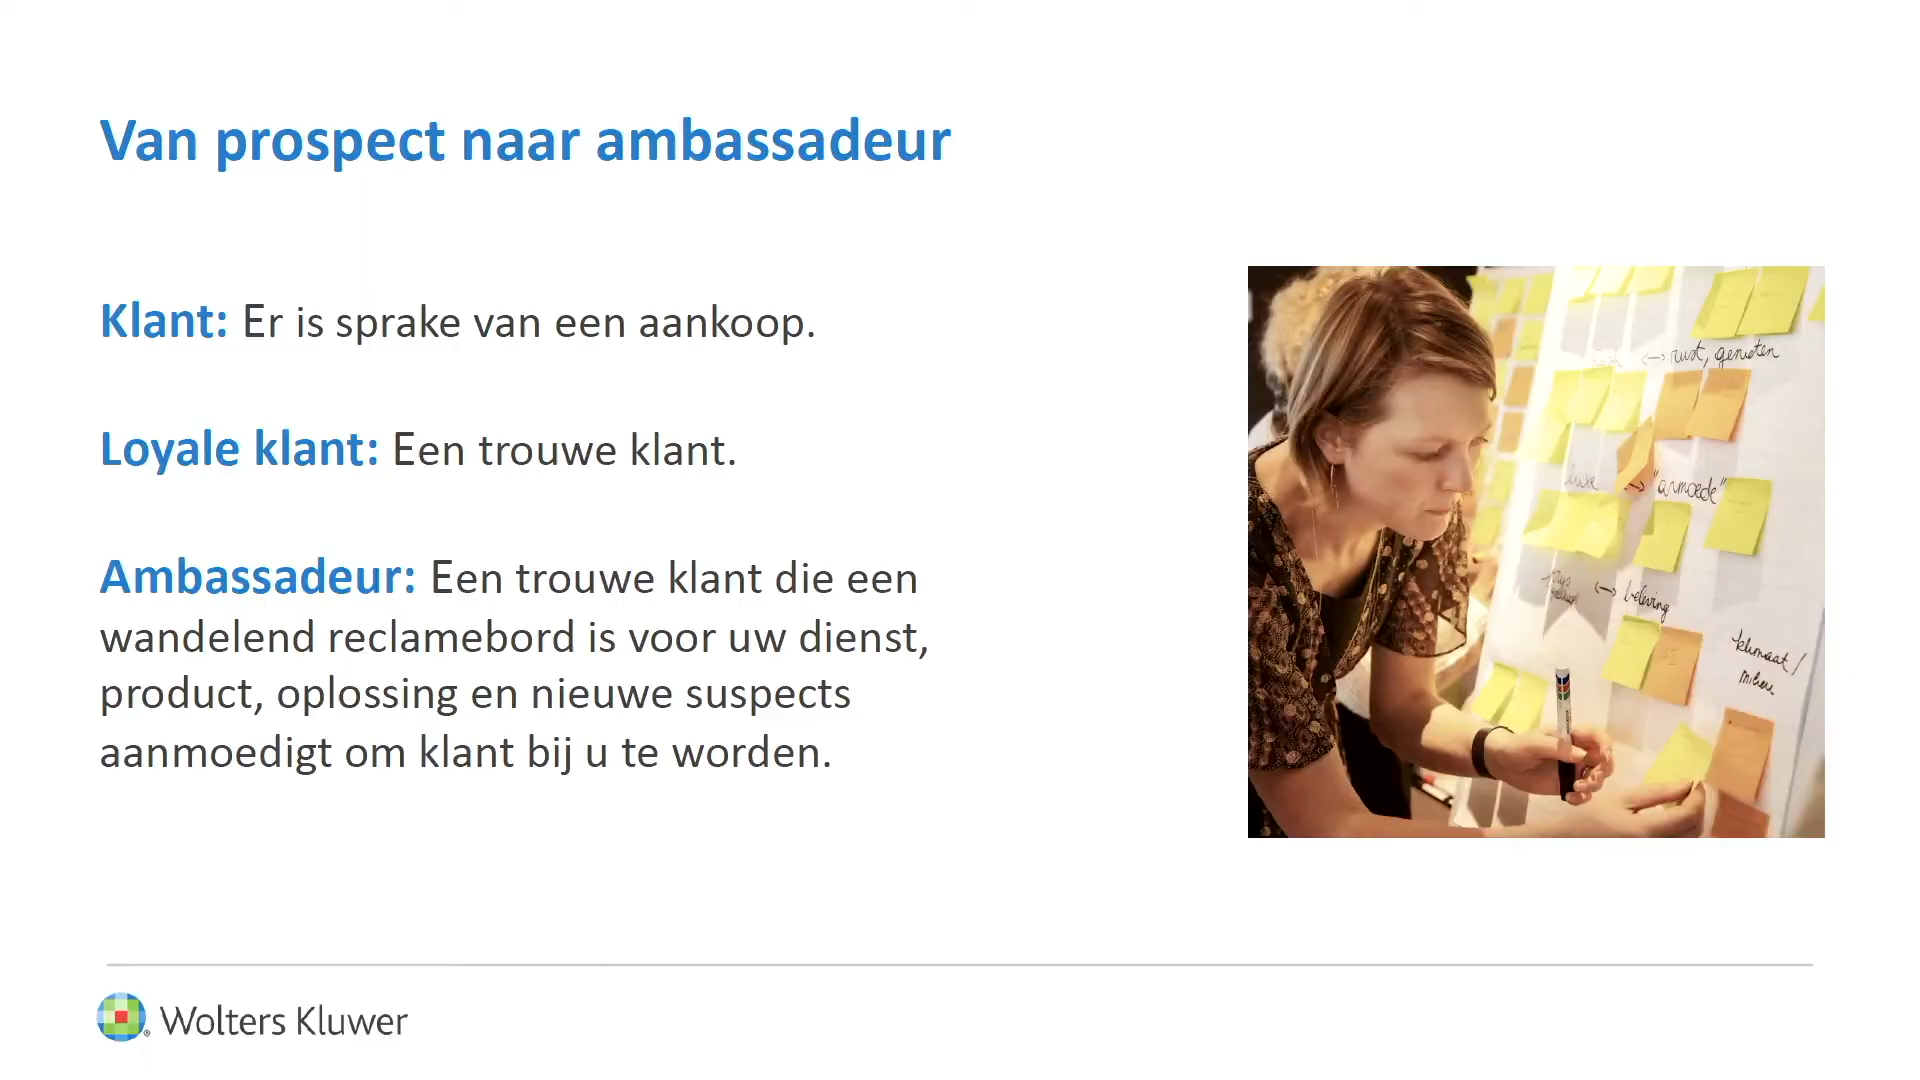 Van prospect naar ambassadeur
Klant: Er is sprake van een aankoop.
Loyale klant: Een trouwe klant.
Ambassadeur: Een trouwe klant die een
wandelend reclamebord is voor uw dienst,
product, oplossing en nieuwe suspects
aanmoedigt om klant bij u te worden.
<-> rust, genieten
luxe -> "armoede"
<-> beleving
klimaat /
milieu
Wolters Kluwer